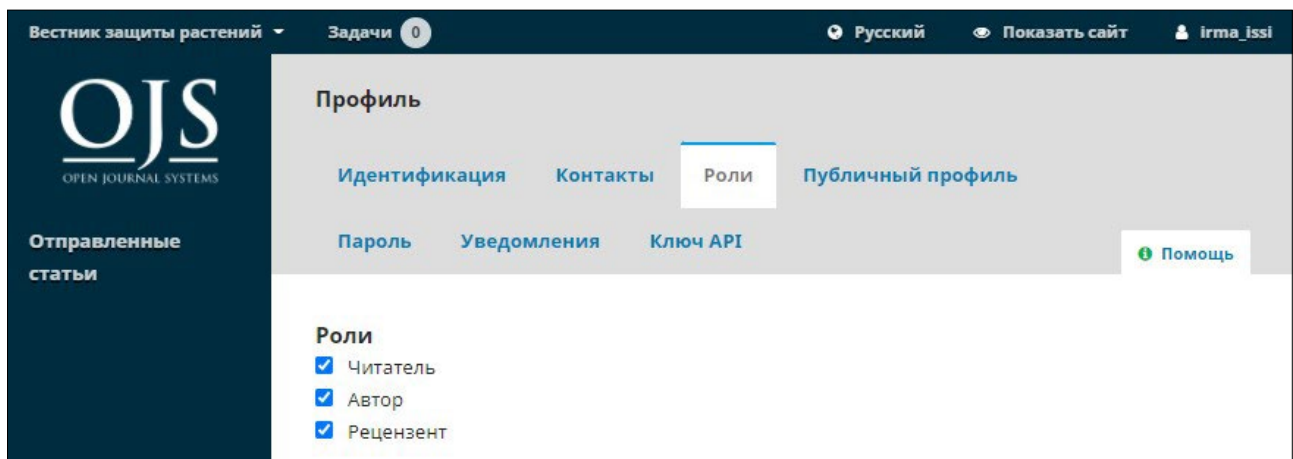 Вестник защиты растений Задачи 0 Русский Показать сайт irma_issi
OJS
OPEN JOURNAL SYSTEMS
Отправленные
статьи
Профиль
Идентификация Контакты Роли Публичный профиль
Пароль Уведомления Ключ API
Помощь
Роли
Читатель
Автор
Рецензент